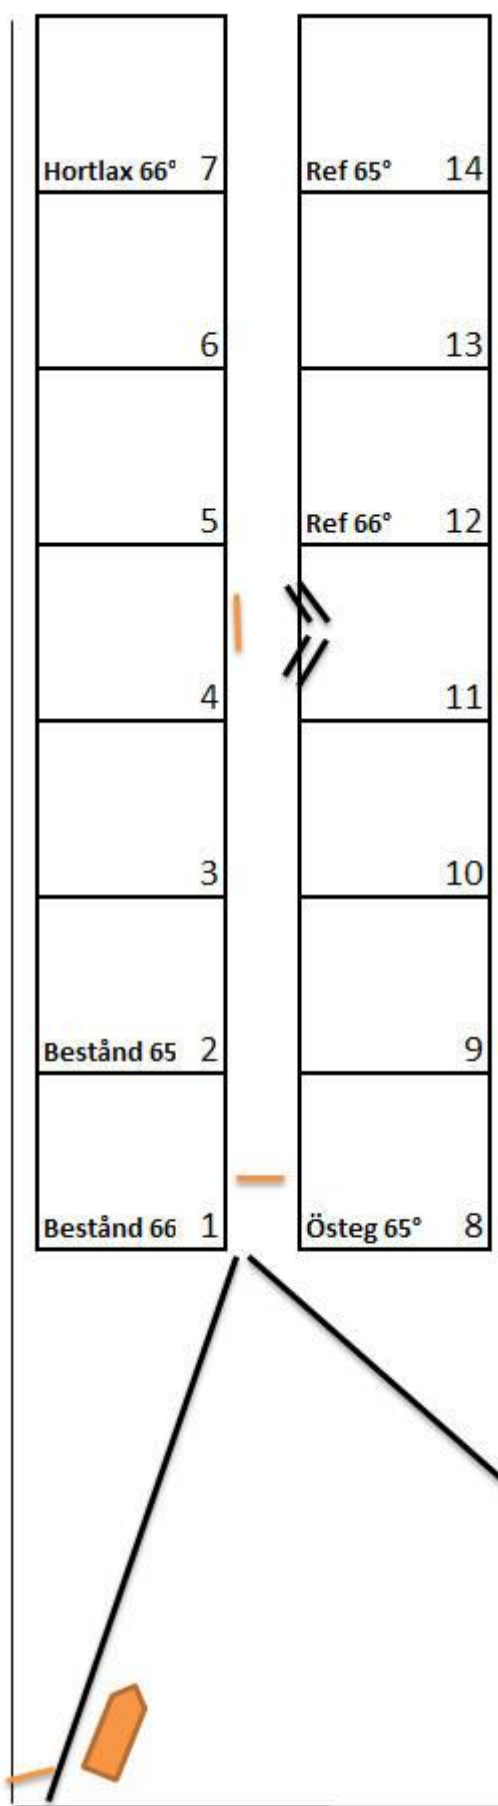 Hortlax 66° 7
6
5
4
3
Bestånd 65 2
Bestånd 66 1
Ref 65° 14
13
Ref 66° 12
11
10
9
Östeg 65° 8